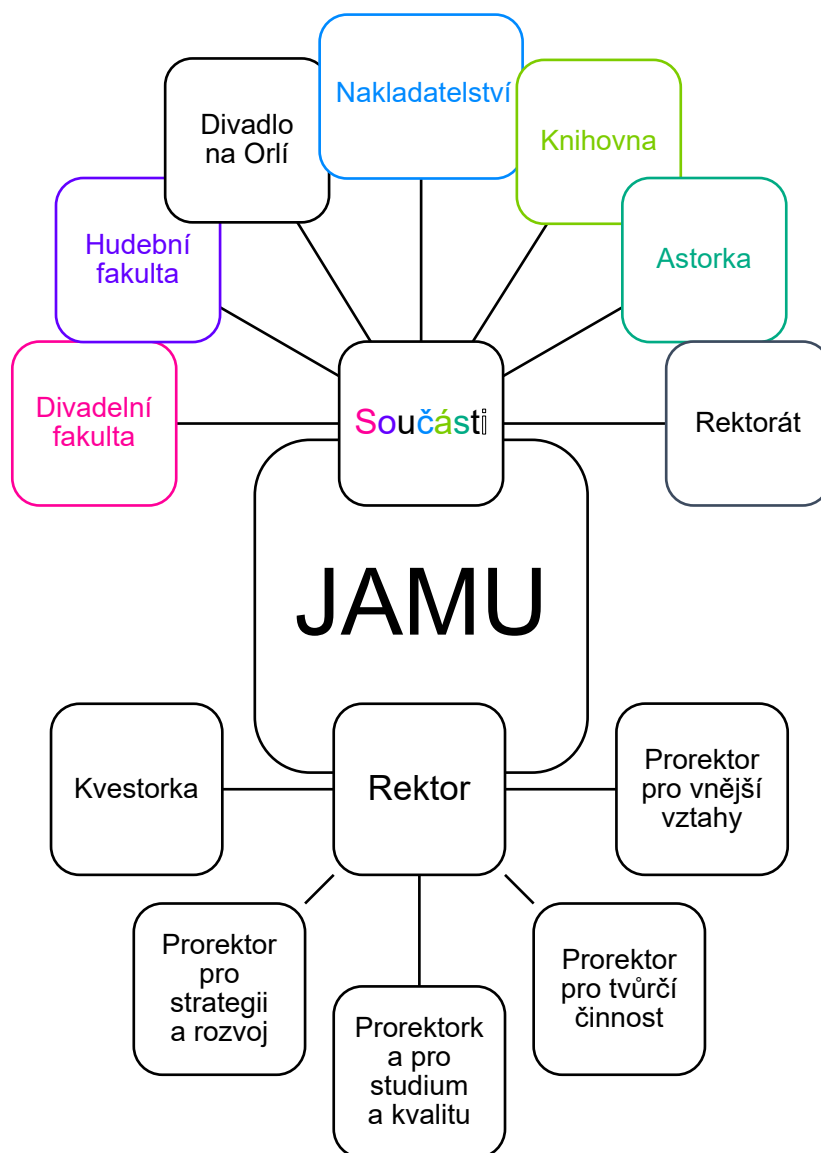 Nakladatelství
Divadlo
na Orlí
Knihovna
Hudební
fakulta
Astorka
Divadelní
fakulta
Součásti
Rektorát
JAMU
Kvestorka
Rektor
Prorektor
pro vnější
vztahy
Prorektor
pro
strategii
a rozvoj
Prorektork
a pro
studium
a kvalitu
Prorektor
pro tvůrčí
činnost